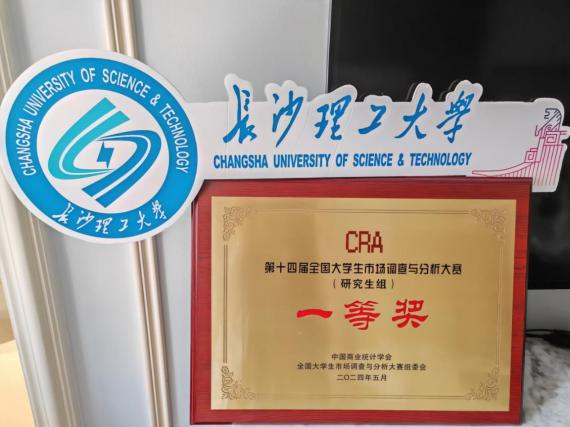 CHANGSHA UNIVERSITY OF SCIENCE & TECHNOLOGY
長沙理工大學
長沙理工大學
CHANGSHA UNIVERSITY OF SCIENCE & TECHNOLOGY
CRA
第十四届全国大学生市场调查与分析大赛
(研究生组)
一等奖
中国商业统计学会
全国大学生市场调查与分析大赛组委会
二〇二四年五月